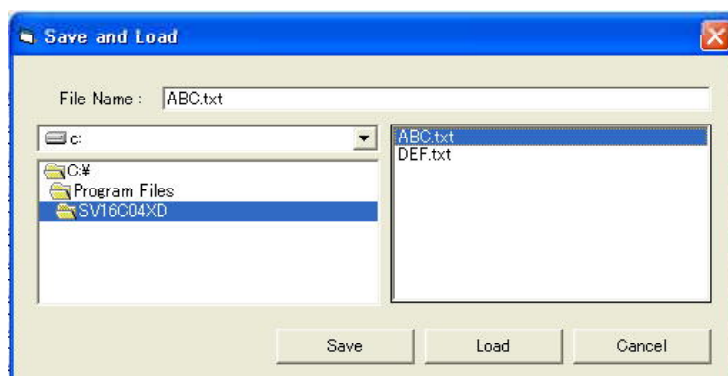 Save and Load
File Name : ABC.txt
c:
C:¥
Program Files
SV16C04XD
ABC.txt
DEF.txt
Save Load Cancel